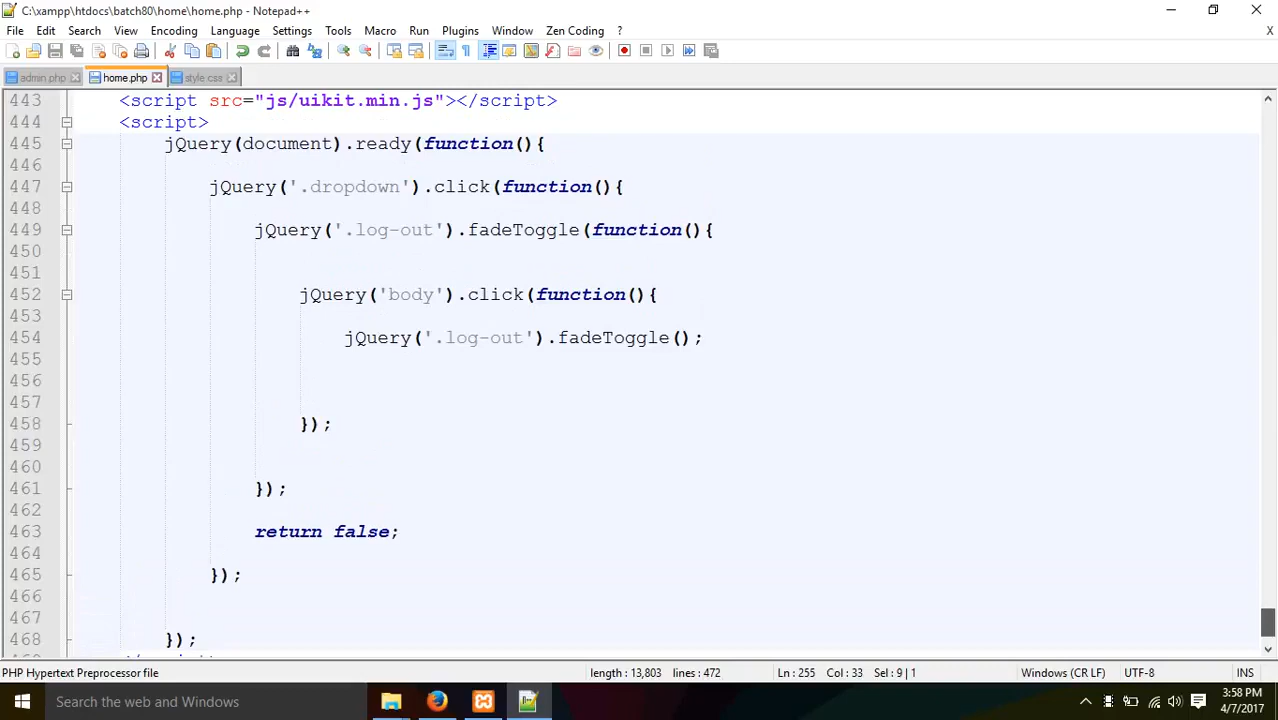 C:\xampp\htdocs\batch80\home\home.php - Notepad++
File Edit Search View Encoding Language Settings Tools Macro Run Plugins Window Zen Coding ? X
admin.php home.php style.css
443 <script src="js/uikit.min.js"></script>
444 <script>
445 jQuery(document).ready(function(){
446
447 jQuery('.dropdown').click(function(){
448
449 jQuery('.log-out').fadeToggle(function(){
450
451
452 jQuery('body').click(function(){
453
454 jQuery('.log-out').fadeToggle();
455
456
457
458 });
459
460
461 });
462
463 return false;
464
465 });
466
467
468 });
PHP Hypertext Preprocessor file length : 13,803 lines : 472 Ln : 255 Col : 33 Sel : 9 | 1 Windows (CR LF) UTF-8 INS
Search the web and Windows
3:58 PM
4/7/2017